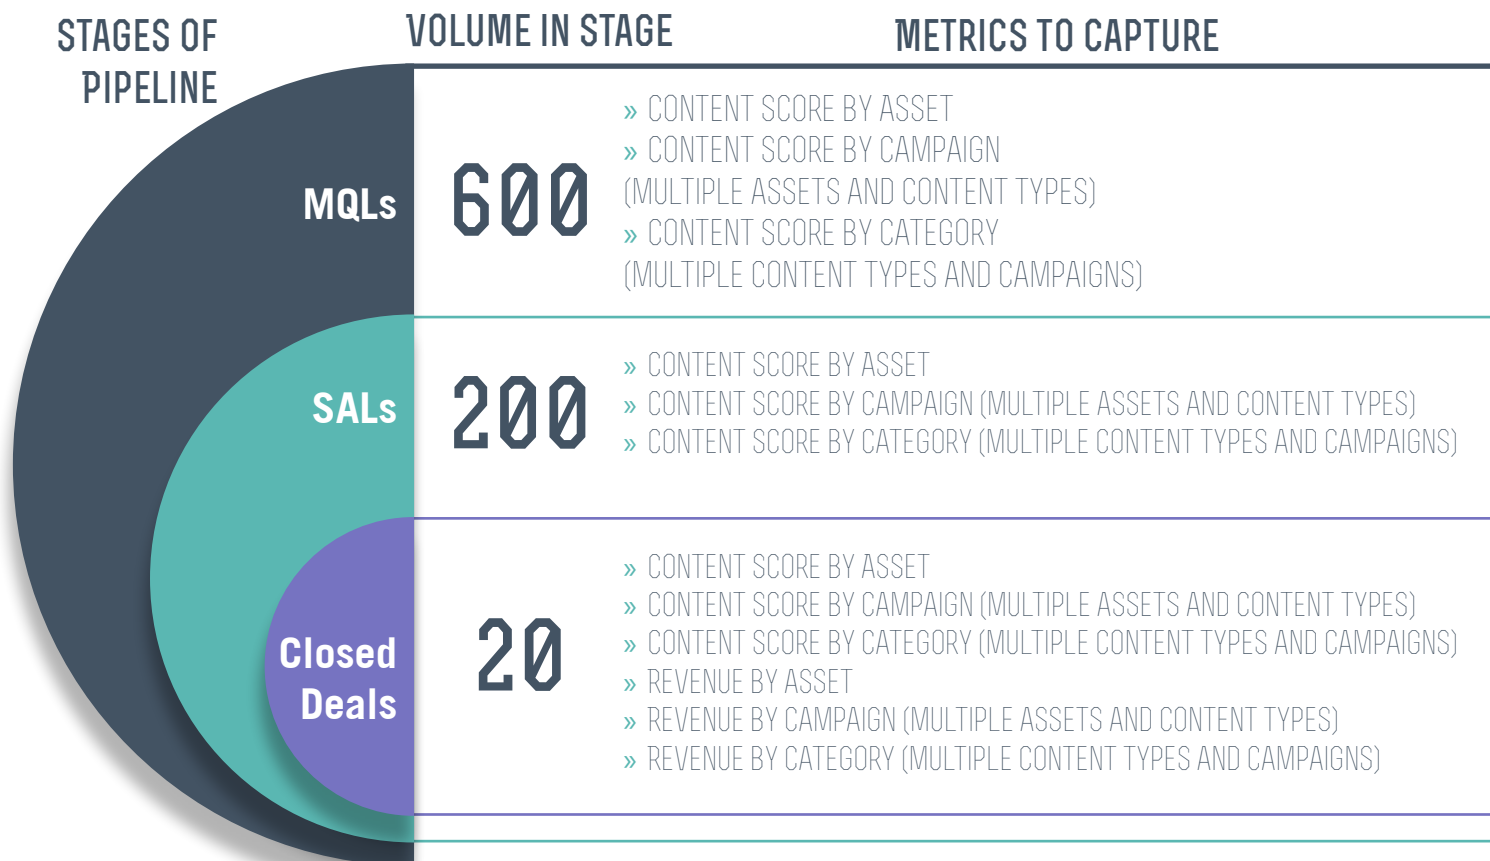 STAGES OF
PIPELINE
VOLUME IN STAGE
METRICS TO CAPTURE
MQLs
600
» CONTENT SCORE BY ASSET
» CONTENT SCORE BY CAMPAIGN
(MULTIPLE ASSETS AND CONTENT TYPES)
» CONTENT SCORE BY CATEGORY
(MULTIPLE CONTENT TYPES AND CAMPAIGNS)
SALs
200
» CONTENT SCORE BY ASSET
» CONTENT SCORE BY CAMPAIGN (MULTIPLE ASSETS AND CONTENT TYPES)
» CONTENT SCORE BY CATEGORY (MULTIPLE CONTENT TYPES AND CAMPAIGNS)
Closed
Deals
20
» CONTENT SCORE BY ASSET
» CONTENT SCORE BY CAMPAIGN (MULTIPLE ASSETS AND CONTENT TYPES)
» CONTENT SCORE BY CATEGORY (MULTIPLE CONTENT TYPES AND CAMPAIGNS)
» REVENUE BY ASSET
» REVENUE BY CAMPAIGN (MULTIPLE ASSETS AND CONTENT TYPES)
» REVENUE BY CATEGORY (MULTIPLE CONTENT TYPES AND CAMPAIGNS)